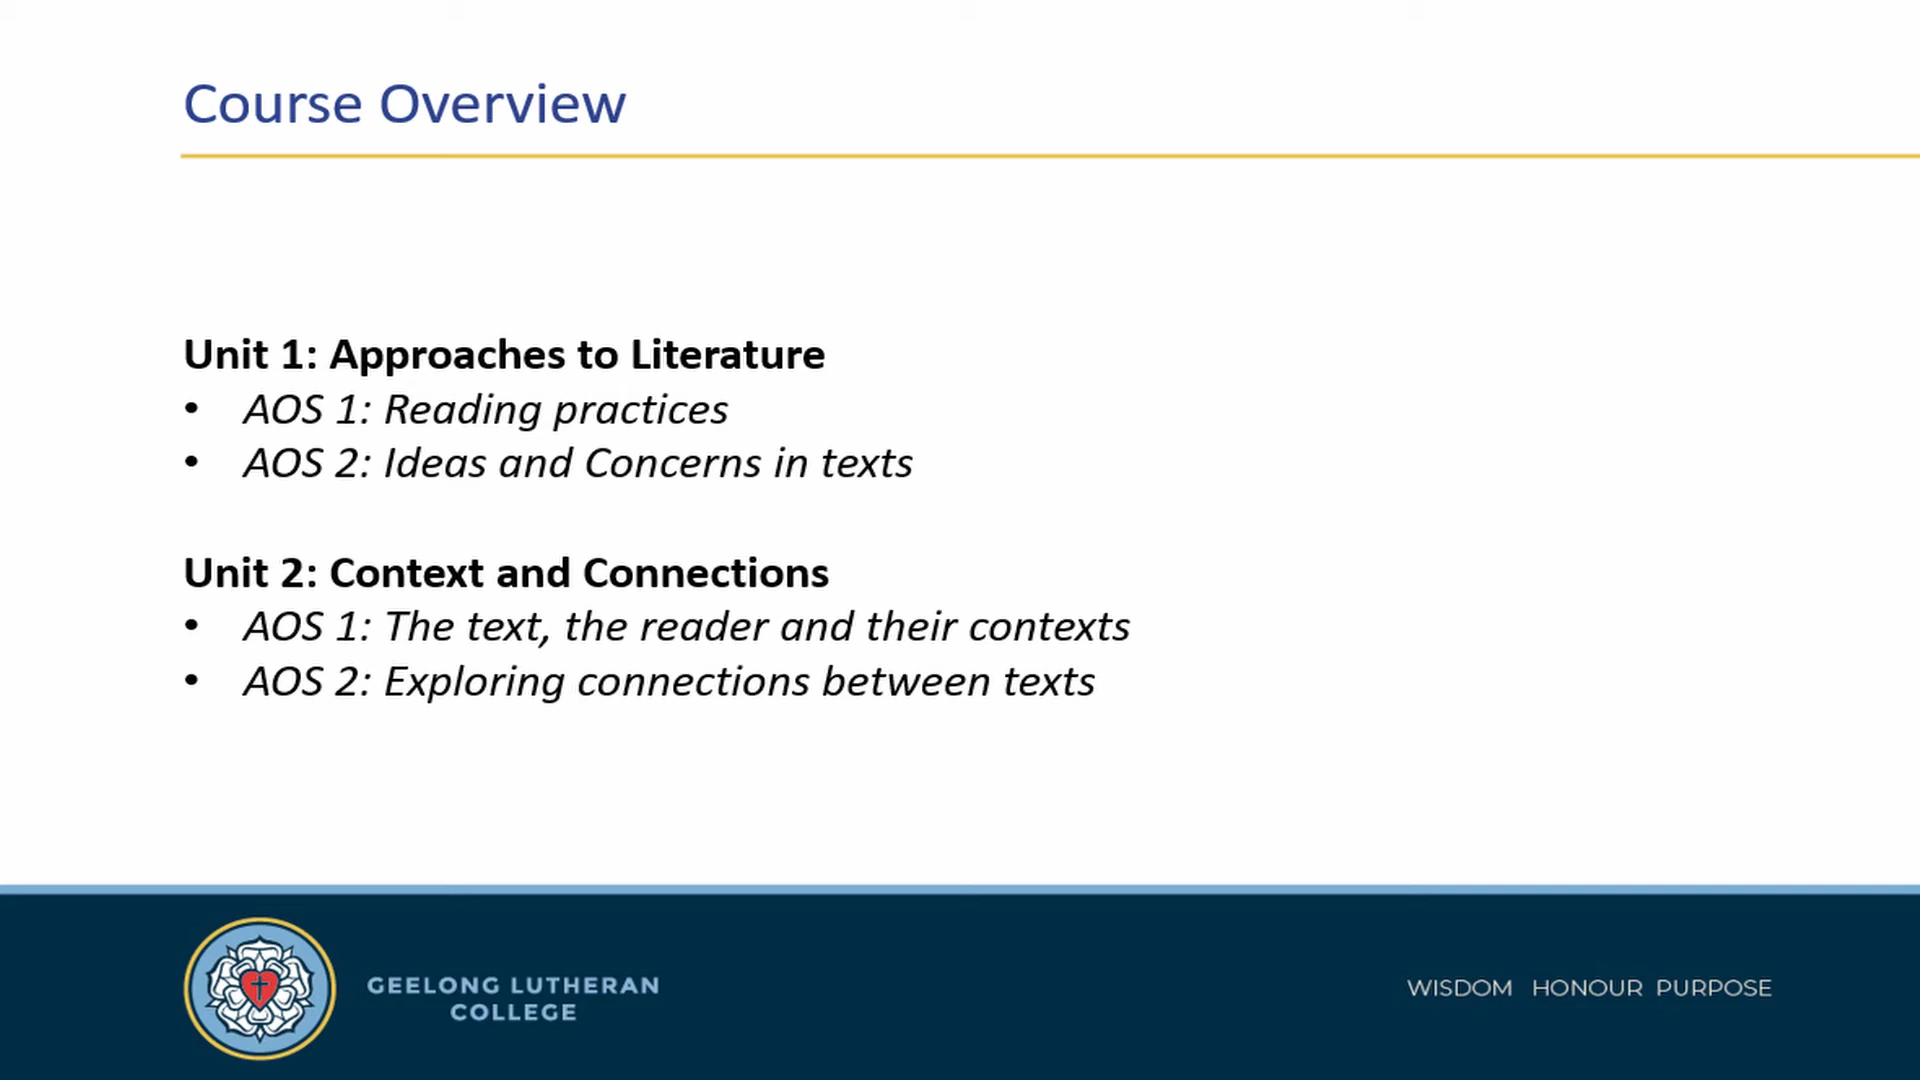 Course Overview
Unit 1: Approaches to Literature
• AOS 1: Reading practices
• AOS 2: Ideas and Concerns in texts
Unit 2: Context and Connections
• AOS 1: The text, the reader and their contexts
• AOS 2: Exploring connections between texts
GEELONG LUTHERAN
COLLEGE
WISDOM HONOUR PURPOSE